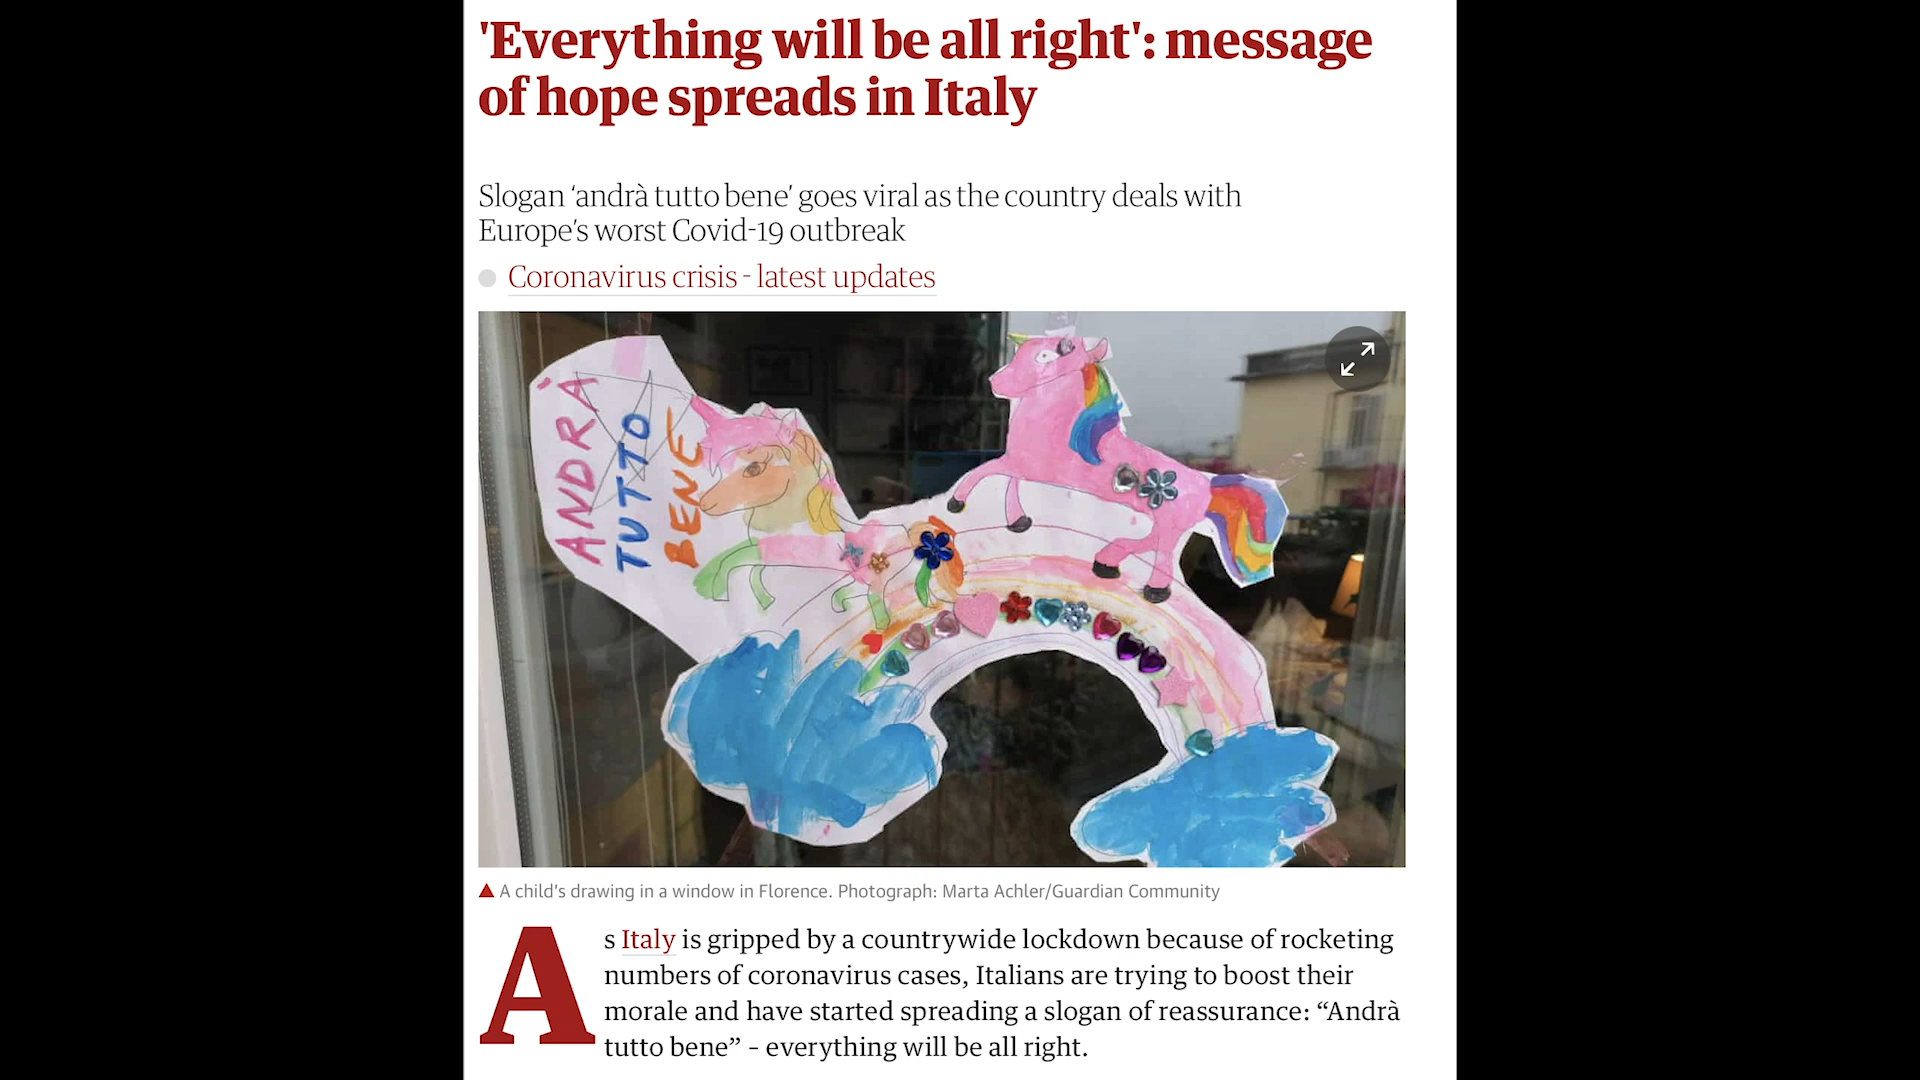 'Everything will be all right': message
of hope spreads in Italy
Slogan ‘andrà tutto bene’ goes viral as the country deals with
Europe’s worst Covid-19 outbreak
Coronavirus crisis - latest updates
ANDRÀ
TUTTO
BENE
A child's drawing in a window in Florence. Photograph: Marta Achler/Guardian Community
As Italy is gripped by a countrywide lockdown because of rocketing
numbers of coronavirus cases, Italians are trying to boost their
morale and have started spreading a slogan of reassurance: “Andrà
tutto bene” – everything will be all right.